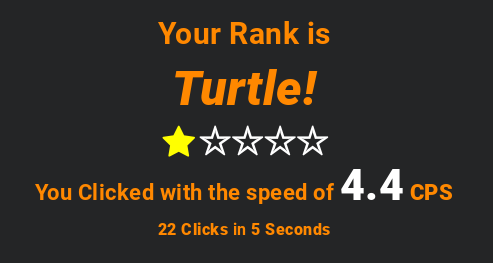 Your Rank is
Turtle!
You Clicked with the speed of 4.4 CPS
22 Clicks in 5 Seconds